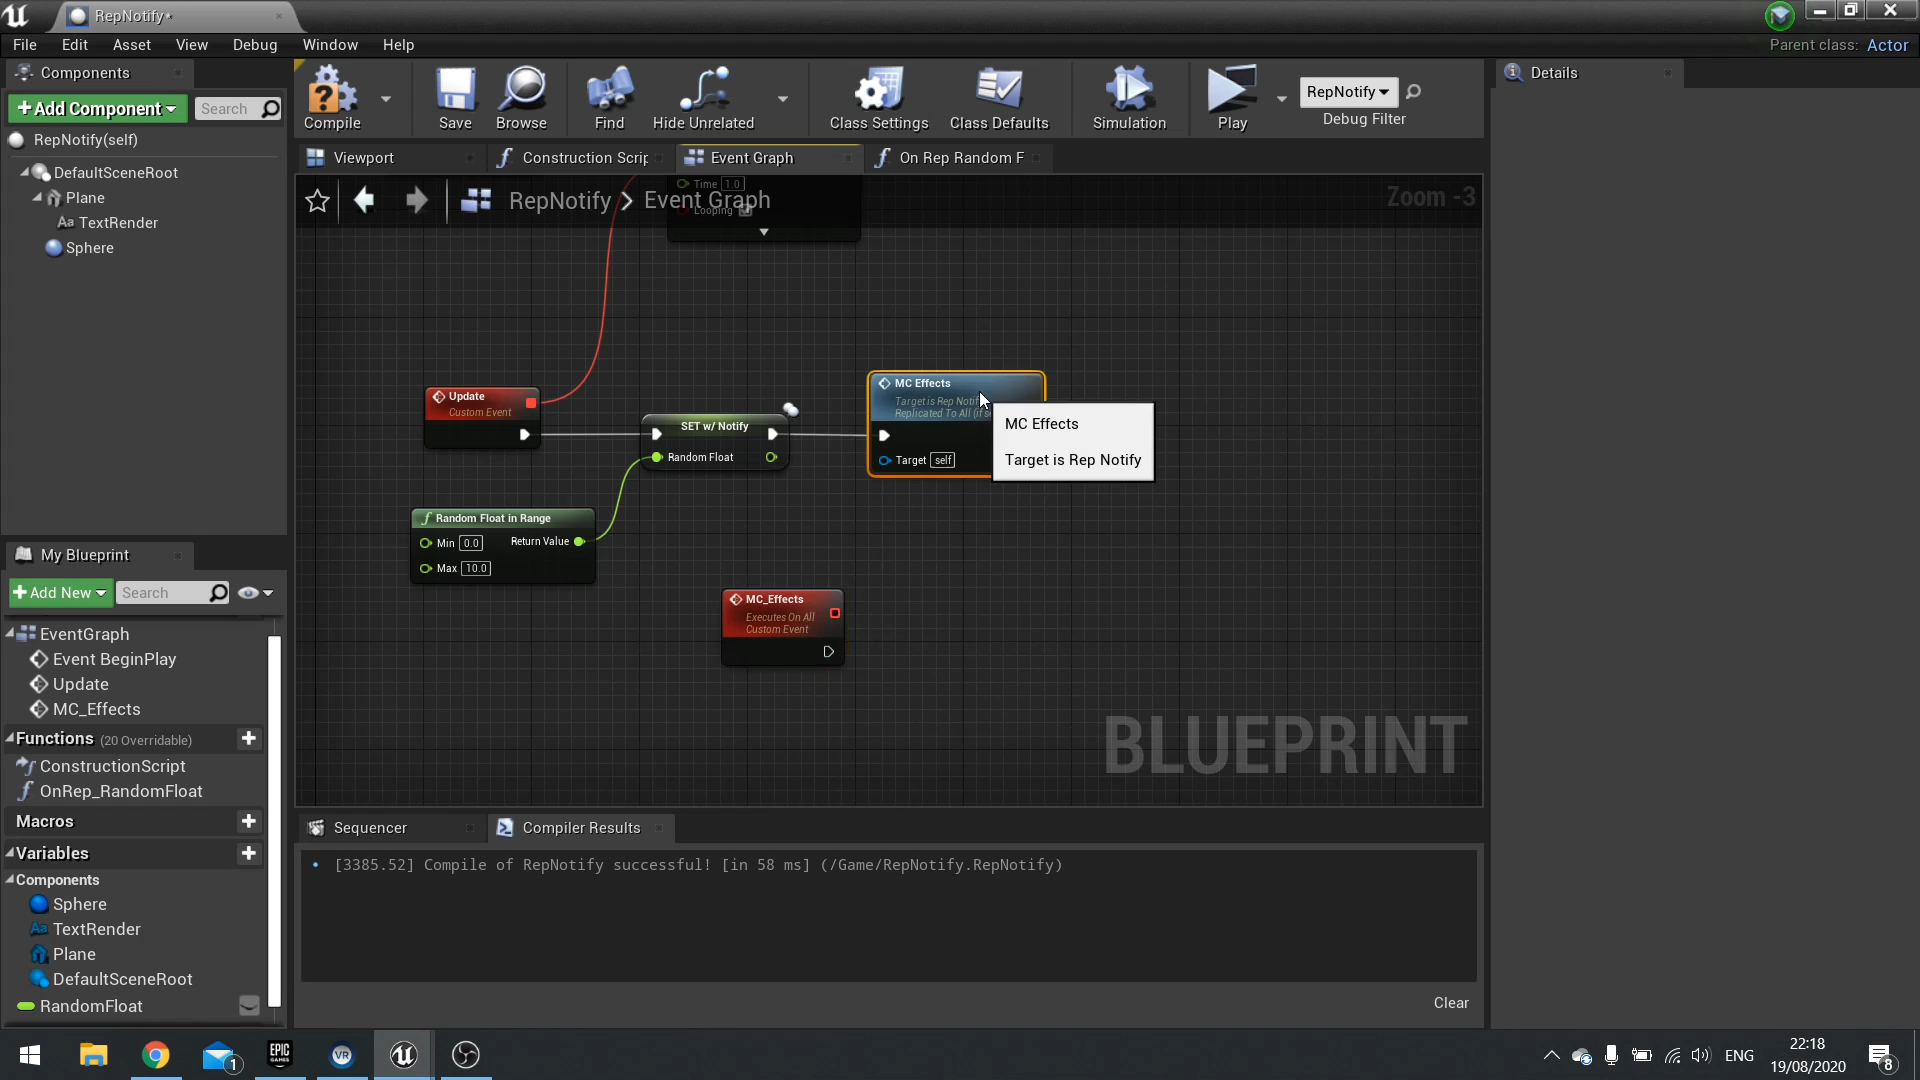 RepNotify*
File Edit Asset View Debug Window Help
Parent class: Actor
Components
+Add Component
Search
RepNotify(self)
DefaultSceneRoot
Plane
TextRender
Sphere
Compile
Save
Browse
Find
Hide Unrelated
Class Settings
Class Defaults
Simulation
Play
RepNotify
Debug Filter
Details
Viewport
Construction Scrip
Event Graph
On Rep Random F
RepNotify > Event Graph
Zoom -3
Time 1.0
Looping
Update
Custom Event
SET w/ Notify
Random Float
MC Effects
Target is Rep Notif
Replicated To All (if s
Target self
MC Effects
Target is Rep Notify
Random Float in Range
Min 0.0
Return Value
Max 10.0
MC_Effects
Executes On All
Custom Event
BLUEPRINT
My Blueprint
+Add New
Search
EventGraph
Event BeginPlay
Update
MC_Effects
Functions (20 Overridable)
ConstructionScript
OnRep_RandomFloat
Macros
Variables
Components
Sphere
TextRender
Plane
DefaultSceneRoot
RandomFloat
Sequencer
Compiler Results
[3385.52] Compile of RepNotify successful! [in 58 ms] (/Game/RepNotify.RepNotify)
Clear
1
EPIC
GAMES
VR
ENG
22:18
19/08/2020
8